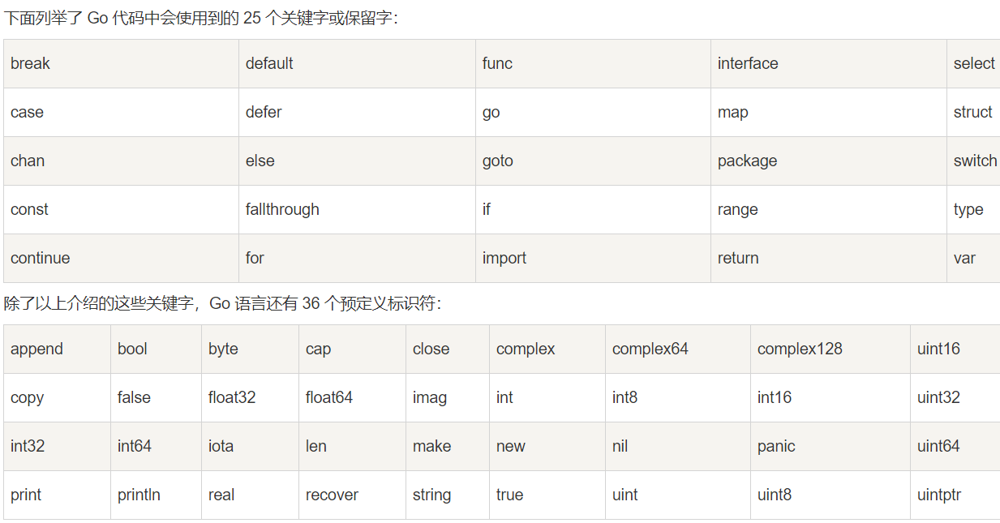 下面列举了 Go 代码中会使用到的 25 个关键字或保留字：
break default func interface select
case defer go map struct
chan else goto package switch
const fallthrough if range type
continue for import return var
除了以上介绍的这些关键字，Go 语言还有 36 个预定义标识符：
append bool byte cap close complex complex64 complex128 uint16
copy false float32 float64 imag int int8 int16 uint32
int32 int64 iota len make new nil panic uint64
print println real recover string true uint uint8 uintptr